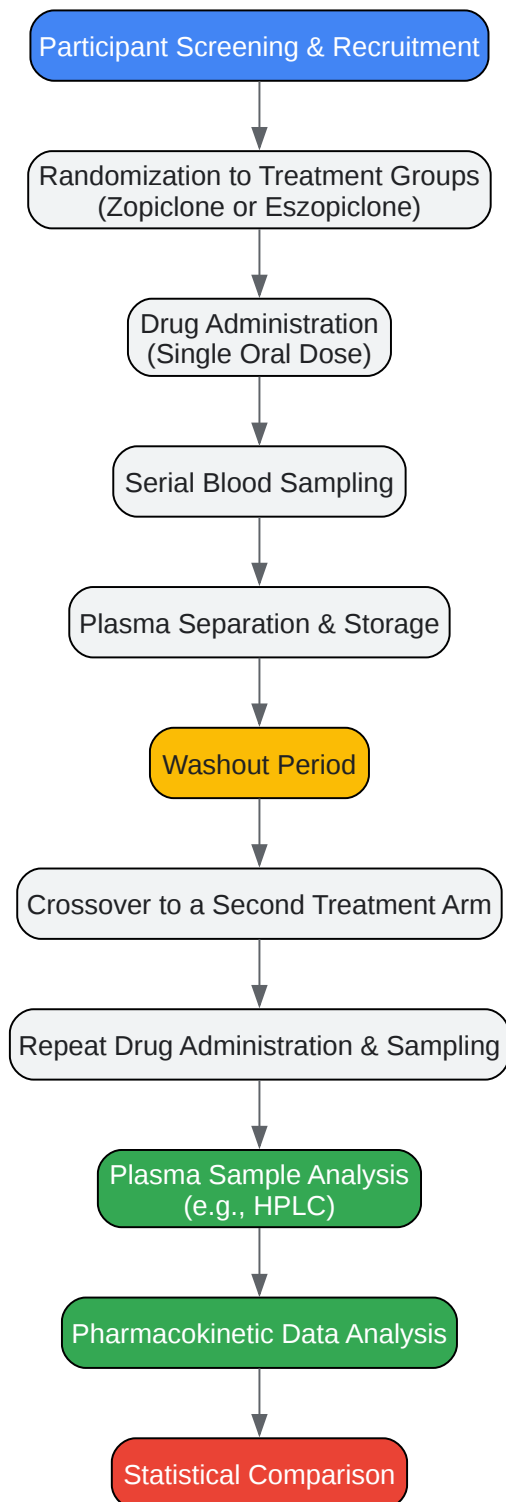 Participant Screening & Recruitment
Randomization to Treatment Groups
(Zopiclone or Eszopiclone)
Drug Administration
(Single Oral Dose)
Serial Blood Sampling
Plasma Separation & Storage
Washout Period
Crossover to a Second Treatment Arm
Repeat Drug Administration & Sampling
Plasma Sample Analysis
(e.g., HPLC)
Pharmacokinetic Data Analysis
Statistical Comparison